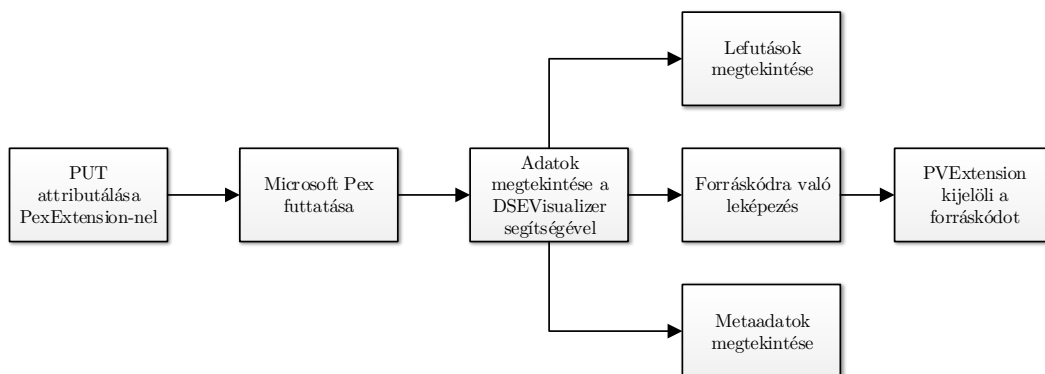 Lefutások
megtekintése
PUT
attributálása
PexExtension-nel
Microsoft Pex
futtatása
Adatok
megtekintése a
DSEVisualizer
segítségével
Forráskódra való
leképezés
PVExtension
kijelöli a
forráskódot
Metaadatok
megtekintése